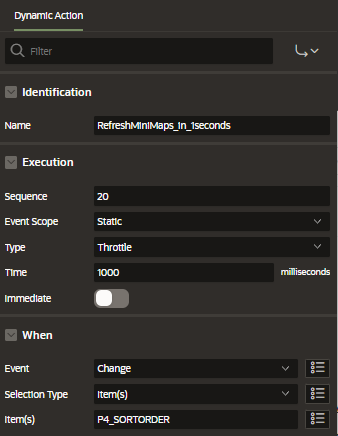 Dynamic Action
Filter
Identification
Name RefreshMiniMaps_in_1seconds
Execution
Sequence 20
Event Scope Static
Type Throttle
Time 1000 milliseconds
Immediate
When
Event Change
Selection Type Item(s)
Item(s) P4_SORTORDER